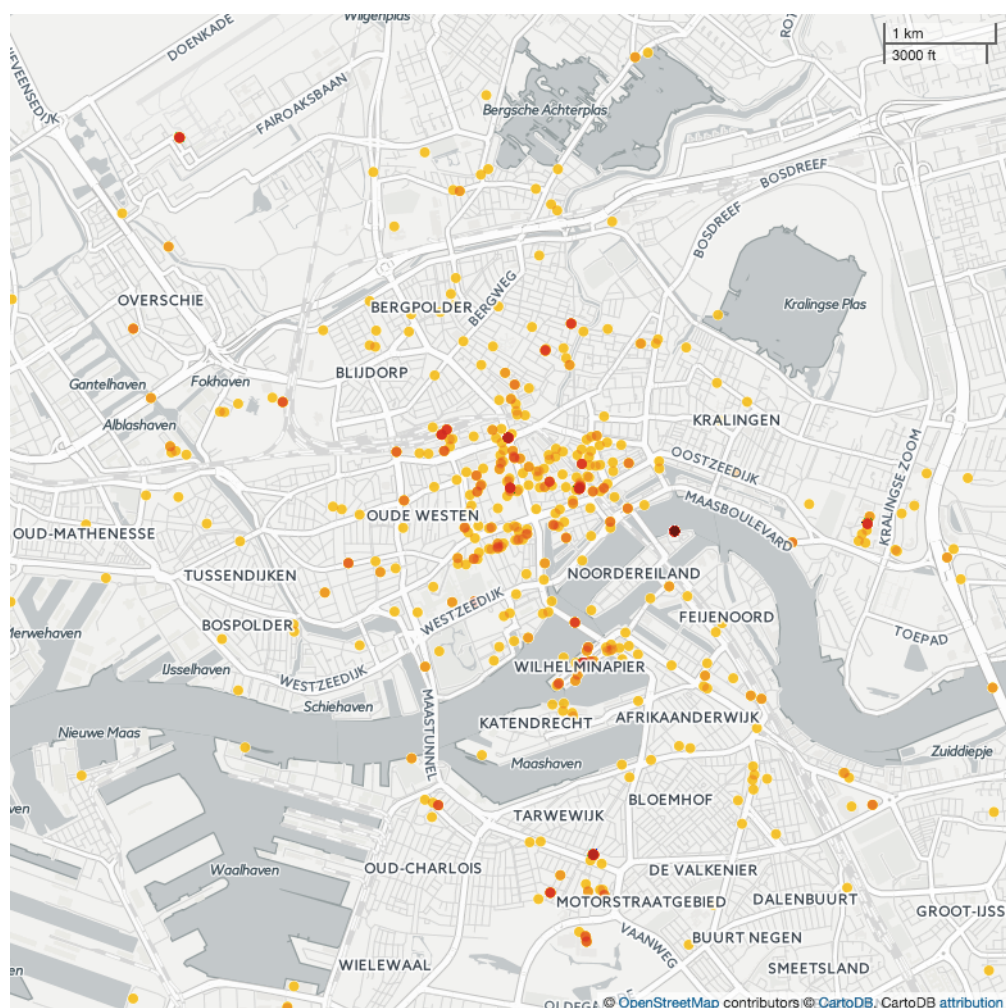 Wilgenplas
DOENKADE
1 km
3000 ft
FAIROAKSBAAN
Bergsche Achterplas
BOSDREEF
BOSDREEF
OVERSCHIE
BERGPOLDER
BERGWEG
Kralingse Plas
Gantelhaven
Fokhaven
BLIJDORP
Alblashaven
KRALINGEN
OOSTZEEDIJK
KRALINGSE ZOOM
MAASBOULEVARD
OUDE WESTEN
OUD-MATHENESSE
TUSSENDIJKEN
NOORDEREILAND
WESTZEEDIJK
FEIJENOORD
BOSPOLDER
Merwehaven
TOEPAD
IJsselhaven
WESTZEEDIJK
WILHELMINAPIER
Schiehaven
MAASTUNNEL
KATENDRECHT
AFRIKAANDERWIJK
Nieuwe Maas
Maashaven
Zuiddiepje
BLOEMHOF
TARWEWIJK
Waalhaven
OUD-CHARLOIS
DE VALKENIER
MOTORSTRAATGEBIED
DALENBUURT
GROOT-IJSS
VAANWEG
BUURT NEGEN
WIELEWAAL
SMEETSLAND
© OpenStreetMap contributors © CartoDB, CartoDB attribution